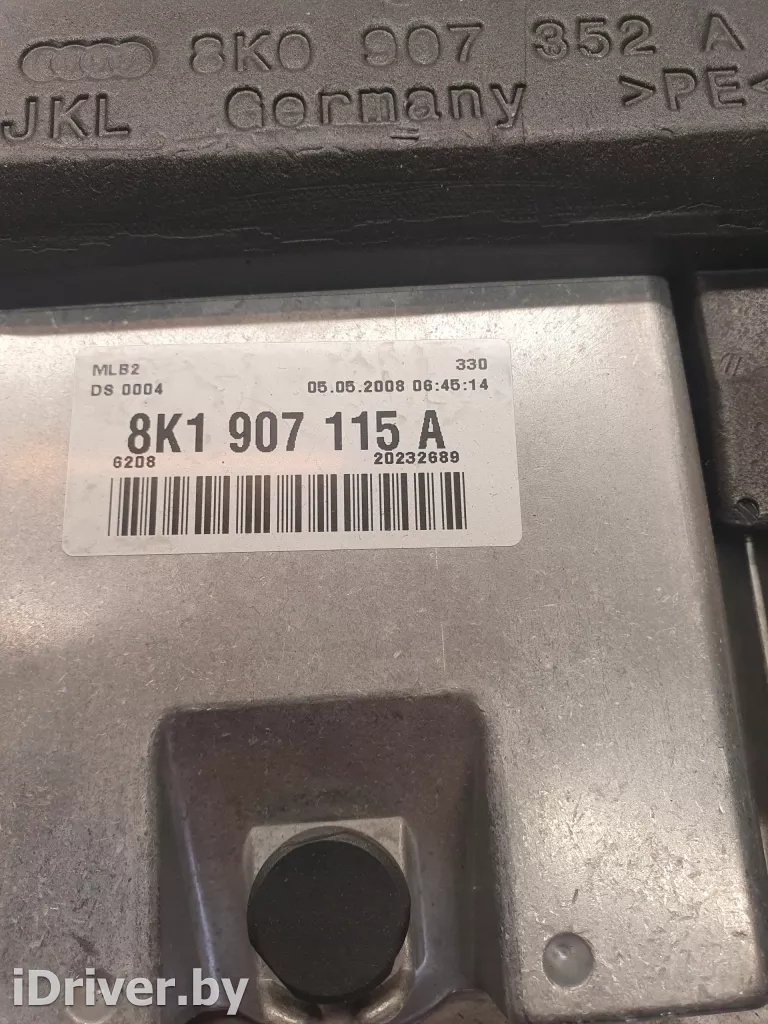 8K0 907 352 A
JKL Germany >PE<
MLB2 330
DS 0004 05.05.2008 06:45:14
8K1 907 115 A
6208 20232689
iDriver.by